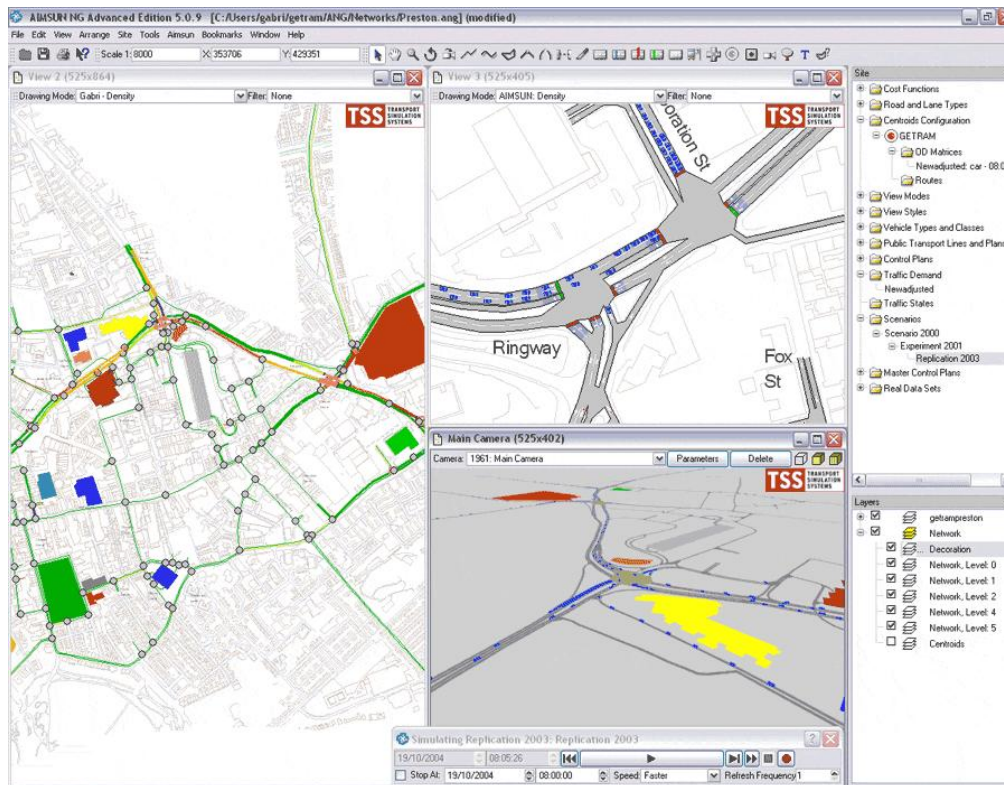 AIMSUN NG Advanced Edition 5.0.9 [C:/Users/gabri/getram/ANG/Networks/Preston.ang] (modified)
File Edit View Arrange Site Tools Aimsun Bookmarks Window Help
Scale 1: 8000 X: 353706 Y: 429351
View 2 (525x864)
Drawing Mode: Gabri - Density Filter: None
TSS TRANSPORT SIMULATION SYSTEMS
View 3 (525x405)
Drawing Mode: AIMSUN: Density Filter: None
TSS TRANSPORT SIMULATION SYSTEMS
oration St
Ringway
Fox
St
Main Camera (525x402)
Camera: 1961: Main Camera Parameters Delete
TSS TRANSPORT SIMULATION SYSTEMS
Site
Cost Functions
Road and Lane Types
Centroids Configuration
GETRAM
OD Matrices
Newadjusted: car - 08:0
Routes
View Modes
View Styles
Vehicle Types and Classes
Public Transport Lines and Plans
Control Plans
Traffic Demand
Newadjusted
Traffic States
Scenarios
Scenario 2000
Experiment 2001
Replication 2003
Master Control Plans
Real Data Sets
Layers
getrampreston
Network
Decoration
Network, Level: 0
Network, Level: 1
Network, Level: 2
Network, Level: 4
Network, Level: 5
Centroids
Simulating Replication 2003: Replication 2003
19/10/2004 08:05:26
Stop At: 19/10/2004 08:00:00 Speed: Faster Refresh Frequency 1